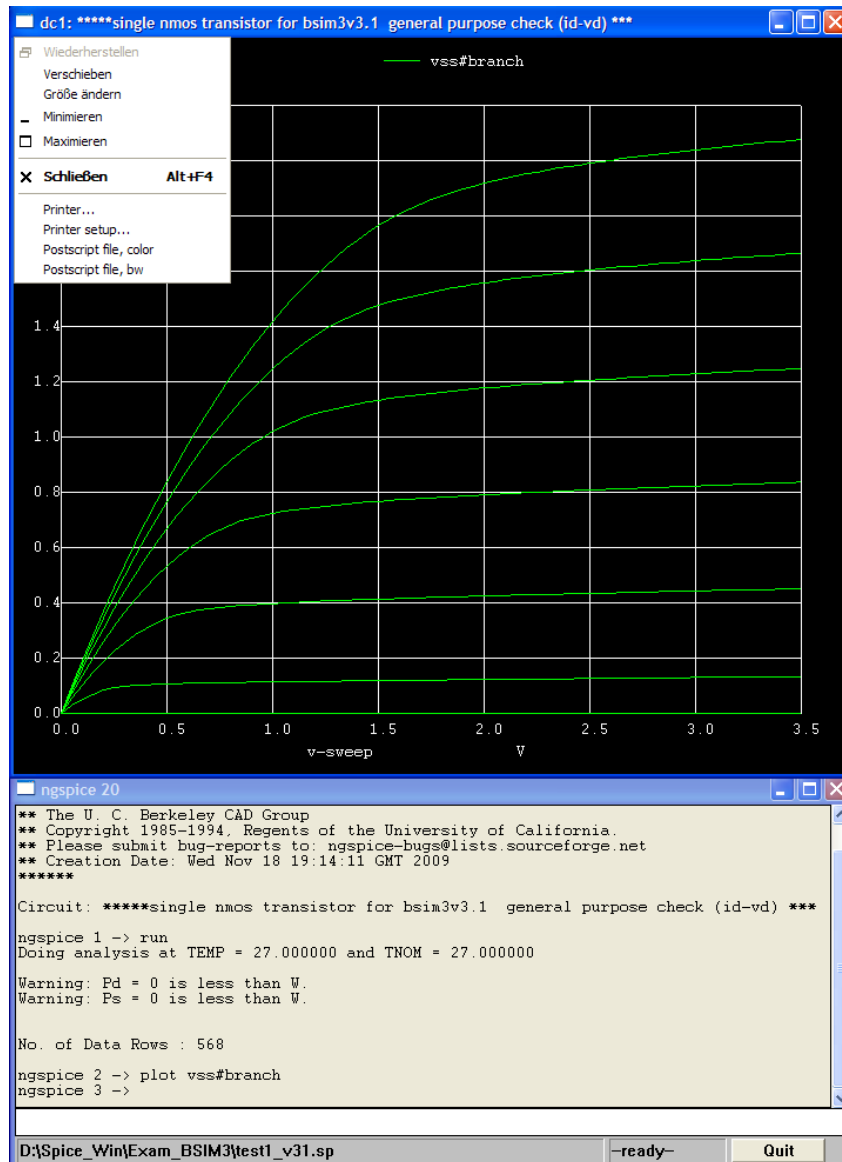 dc1: *****single nmos transistor for bsim3v3.1 general purpose check (id-vd) ***
Wiederherstellen
Verschieben
Größe ändern
Minimieren
Maximieren
Schließen Alt+F4
Printer...
Printer setup...
Postscript file, color
Postscript file, bw
vss#branch
1.4
1.2
1.0
0.8
0.6
0.4
0.2
0.0
0.0 0.5 1.0 1.5 2.0 2.5 3.0 3.5
v-sweep V
ngspice 20
** The U. C. Berkeley CAD Group
** Copyright 1985-1994, Regents of the University of California.
** Please submit bug-reports to: ngspice-bugs@lists.sourceforge.net
** Creation Date: Wed Nov 18 19:14:11 GMT 2009
******
Circuit: *****single nmos transistor for bsim3v3.1 general purpose check (id-vd) ***
ngspice 1 -> run
Doing analysis at TEMP = 27.000000 and TNOM = 27.000000
Warning: Pd = 0 is less than W.
Warning: Ps = 0 is less than W.
No. of Data Rows : 568
ngspice 2 -> plot vss#branch
ngspice 3 ->
D:\Spice_Win\Exam_BSIM3\test1_v31.sp
-ready-
Quit